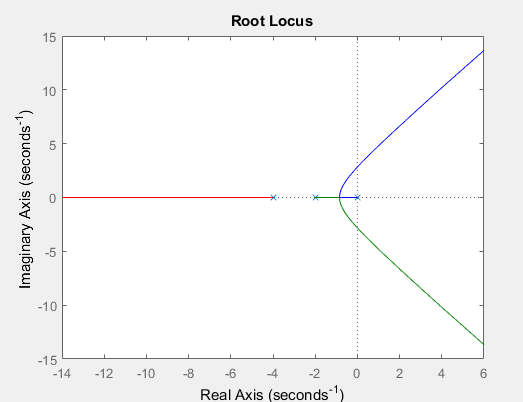 Root Locus
15
10
5
0
-5
-10
-15
Imaginary Axis (seconds⁻¹)
-14 -12 -10 -8 -6 -4 -2 0 2 4 6
Real Axis (seconds⁻¹)